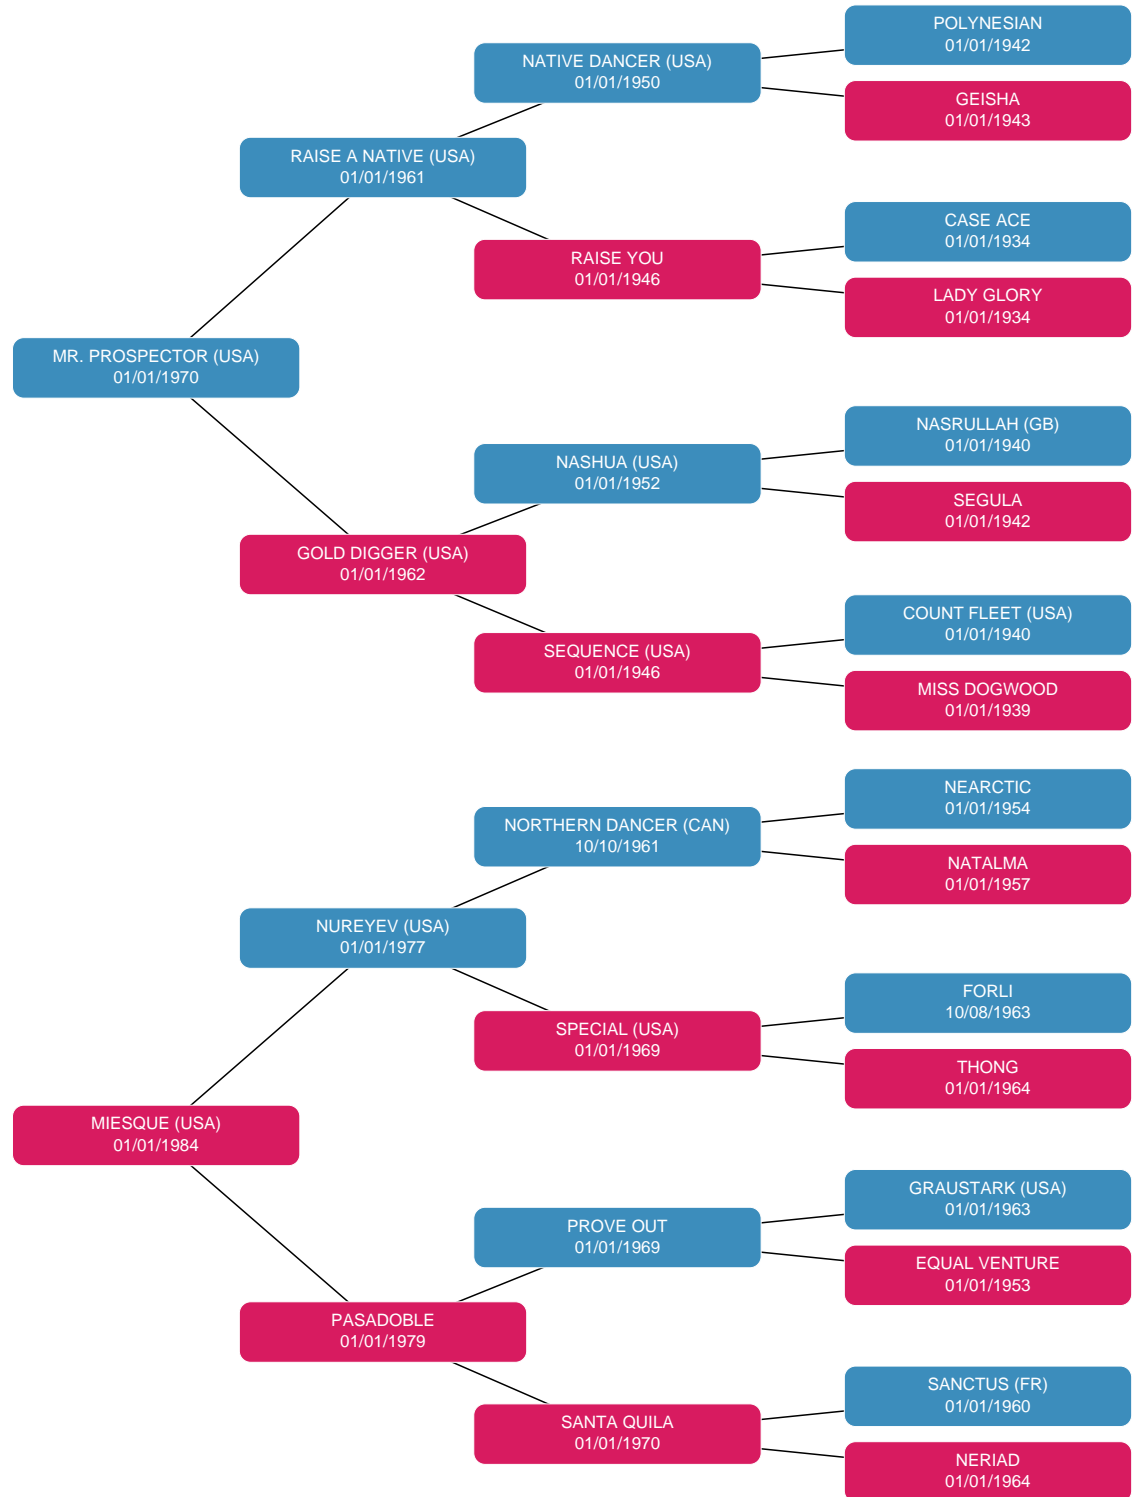 POLYNESIAN
01/01/1942
NATIVE DANCER (USA)
01/01/1950
GEISHA
01/01/1943
RAISE A NATIVE (USA)
01/01/1961
CASE ACE
01/01/1934
RAISE YOU
01/01/1946
LADY GLORY
01/01/1934
MR. PROSPECTOR (USA)
01/01/1970
NASRULLAH (GB)
01/01/1940
NASHUA (USA)
01/01/1952
SEGULA
01/01/1942
GOLD DIGGER (USA)
01/01/1962
COUNT FLEET (USA)
01/01/1940
SEQUENCE (USA)
01/01/1946
MISS DOGWOOD
01/01/1939
NEARCTIC
01/01/1954
NORTHERN DANCER (CAN)
10/10/1961
NATALMA
01/01/1957
NUREYEV (USA)
01/01/1977
FORLI
10/08/1963
SPECIAL (USA)
01/01/1969
THONG
01/01/1964
MIESQUE (USA)
01/01/1984
GRAUSTARK (USA)
01/01/1963
PROVE OUT
01/01/1969
EQUAL VENTURE
01/01/1953
PASADOBLE
01/01/1979
SANCTUS (FR)
01/01/1960
SANTA QUILA
01/01/1970
NERIAD
01/01/1964